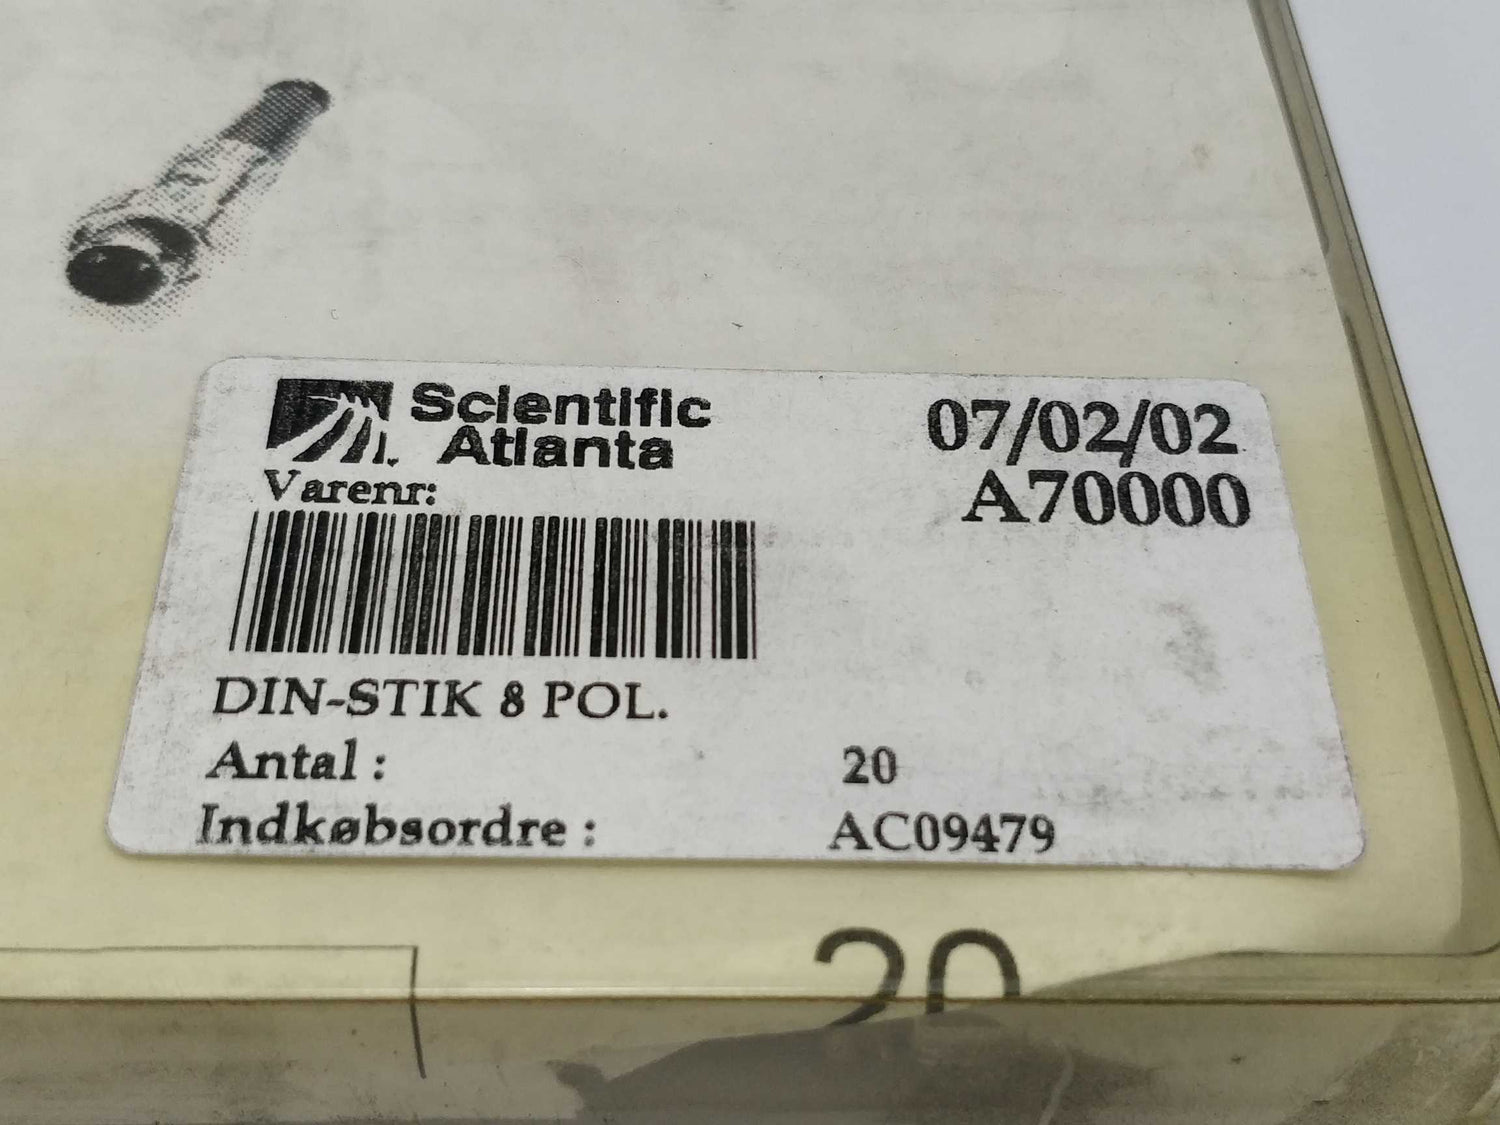 Scientific
Atlanta
07/02/02
Varenr:
A70000
DIN-STIK 8 POL.
Antal : 20
Indkøbsordre : AC09479
20